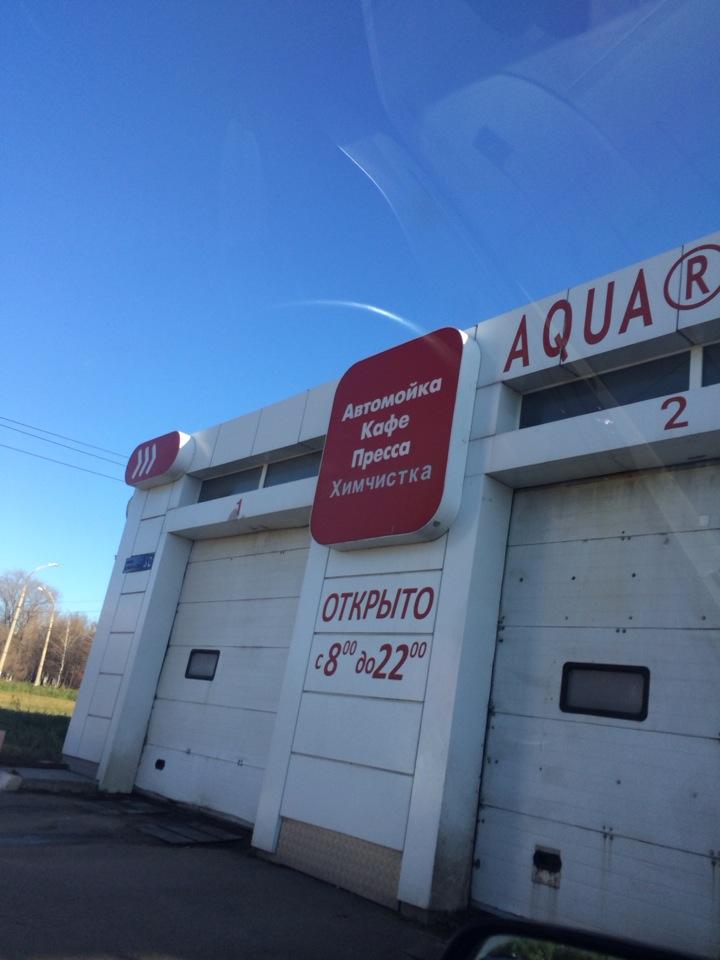 AQUA®
2
Автомойка
Кафе
Пресса
Химчистка
1
ОТКРЫТО
с 8⁰⁰ до 22⁰⁰